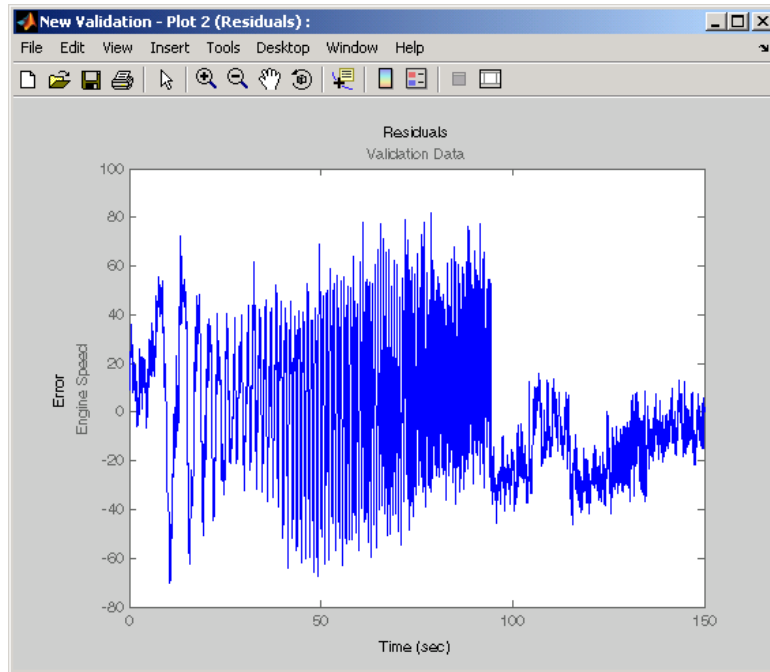 New Validation - Plot 2 (Residuals) :
File Edit View Insert Tools Desktop Window Help
Residuals
Validation Data
100
80
60
40
20
0
-20
-40
-60
-80
Error
Engine Speed
0 50 100 150
Time (sec)